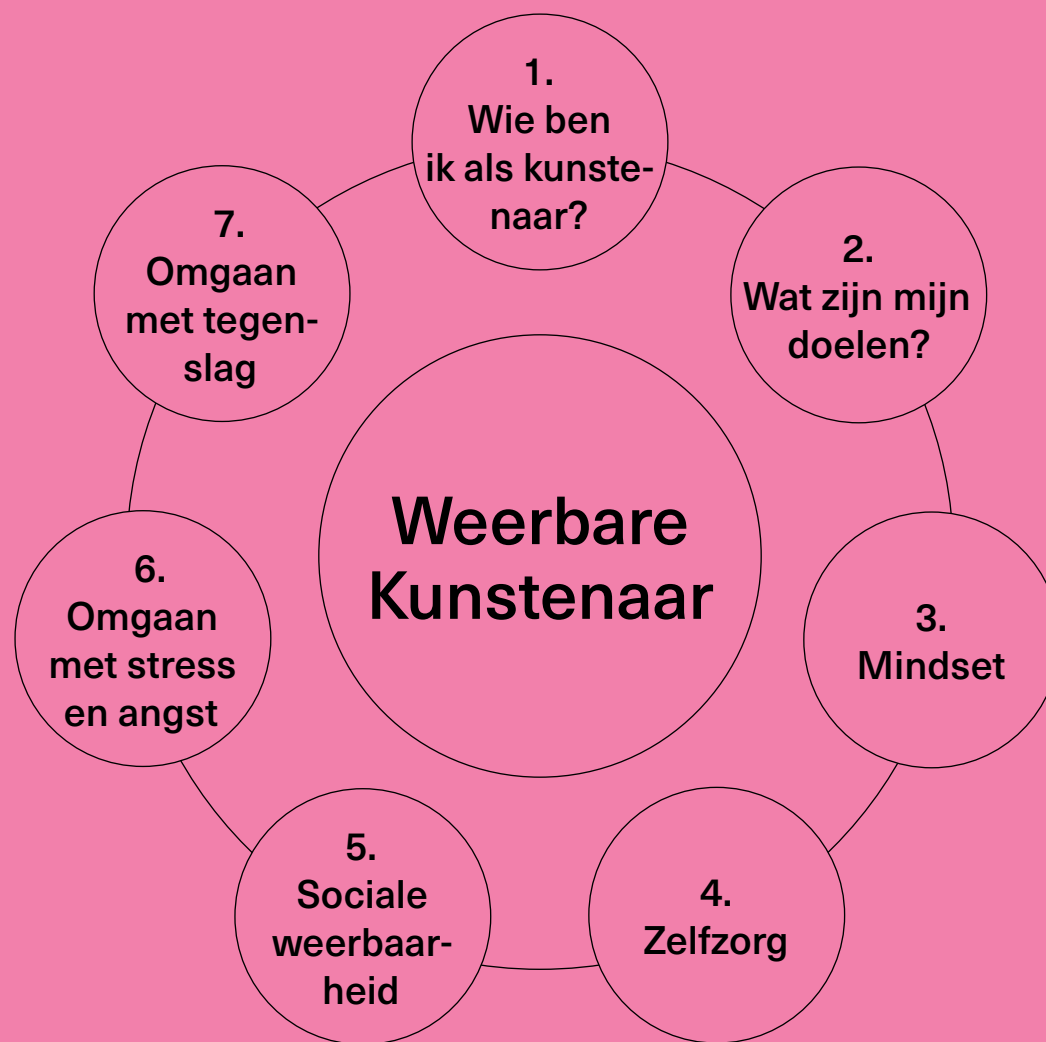 1.
Wie ben
ik als kunste-
naar?
2.
Wat zijn mijn
doelen?
3.
Mindset
4.
Zelfzorg
5.
Sociale
weerbaar-
heid
6.
Omgaan
met stress
en angst
7.
Omgaan
met tegen-
slag
Weerbare
Kunstenaar